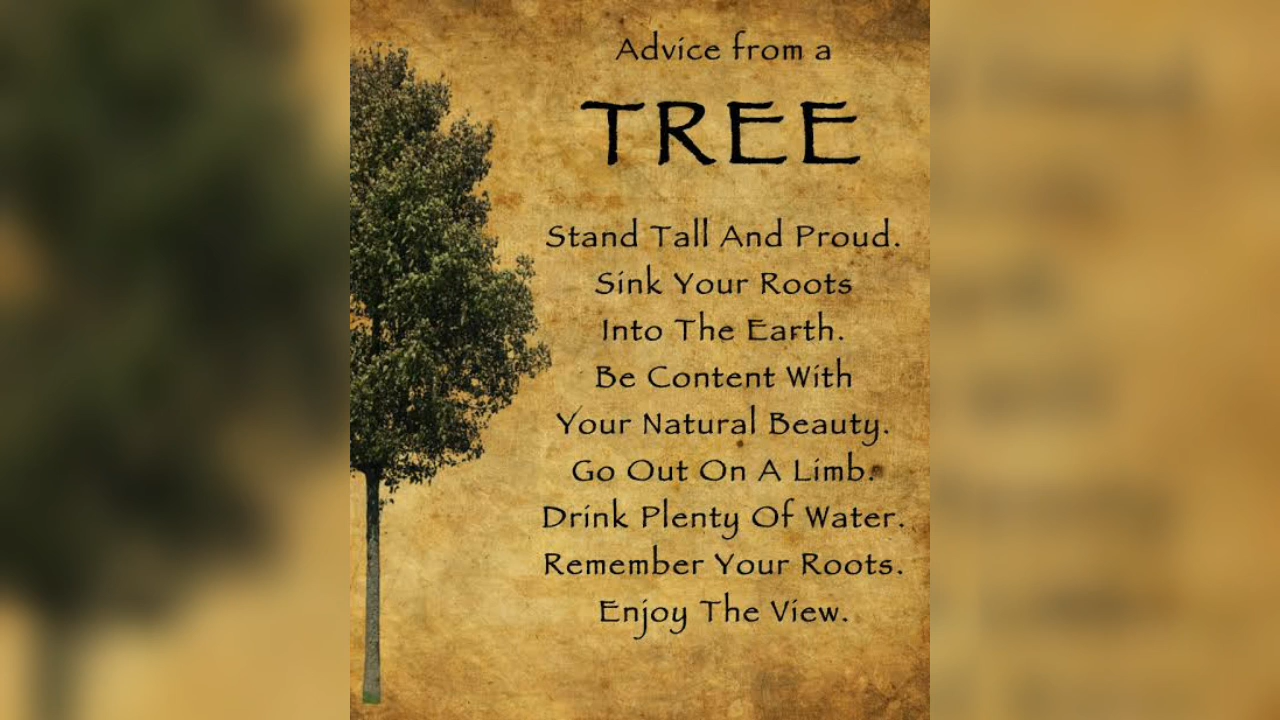 Advice from a
TREE
Stand Tall And Proud.
Sink Your Roots
Into The Earth.
Be Content With
Your Natural Beauty.
Go Out On A Limb.
Drink Plenty Of Water.
Remember Your Roots.
Enjoy The View.